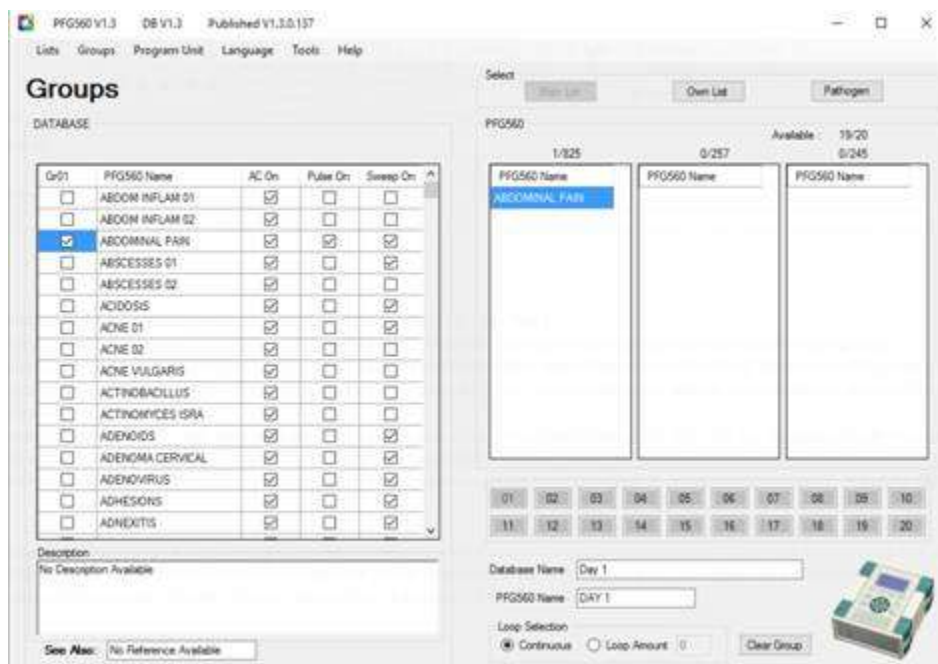 PFG560 V1.3 DB V1.3 Published V1.3.0.137
Lists Groups Program Unit Language Tools Help
Groups
Select
Own List Pathogen
DATABASE
PFG560
Available 19/20
1/825 0/257 0/245
Gr01 PFG560 Name AC On Pulse On Sweep On
PFG560 Name PFG560 Name PFG560 Name
ABDOMINAL PAIN
ABDOM INFLAM 01
ABDOM INFLAM 02
ABDOMINAL PAIN
ABSCESSES 01
ABSCESSES 02
ACIDOSIS
ACNE 01
ACNE 02
ACNE VULGARIS
ACTINOBACILLUS
ACTINOMYCES ISRA
ADENOIDS
ADENOMA CERVICAL
ADENOVIRUS
ADHESIONS
ADNEXITIS
01 02 03 04 05 06 07 08 09 10
11 12 13 14 15 16 17 18 19 20
Description
No Description Available
See Also: No Reference Available
Database Name Day 1
PFG560 Name DAY 1
Loop Selection
Continuous Loop Amount 0 Clear Group